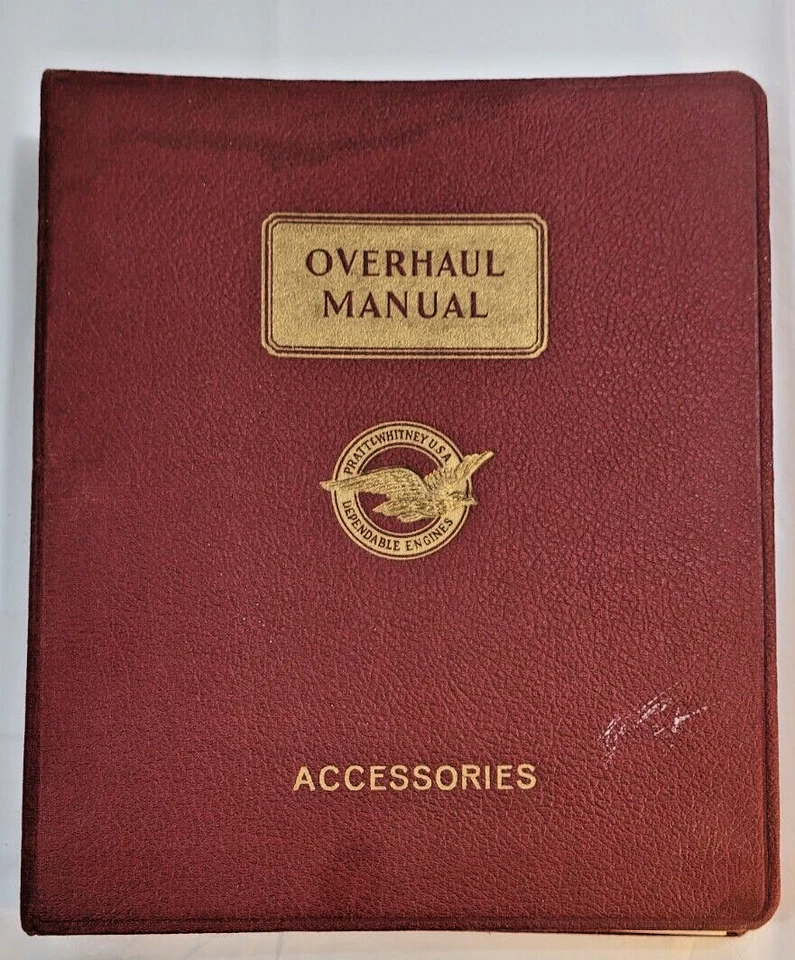 OVERHAUL
MANUAL
PRATT & WHITNEY U.S.A.
DEPENDABLE ENGINES
ACCESSORIES